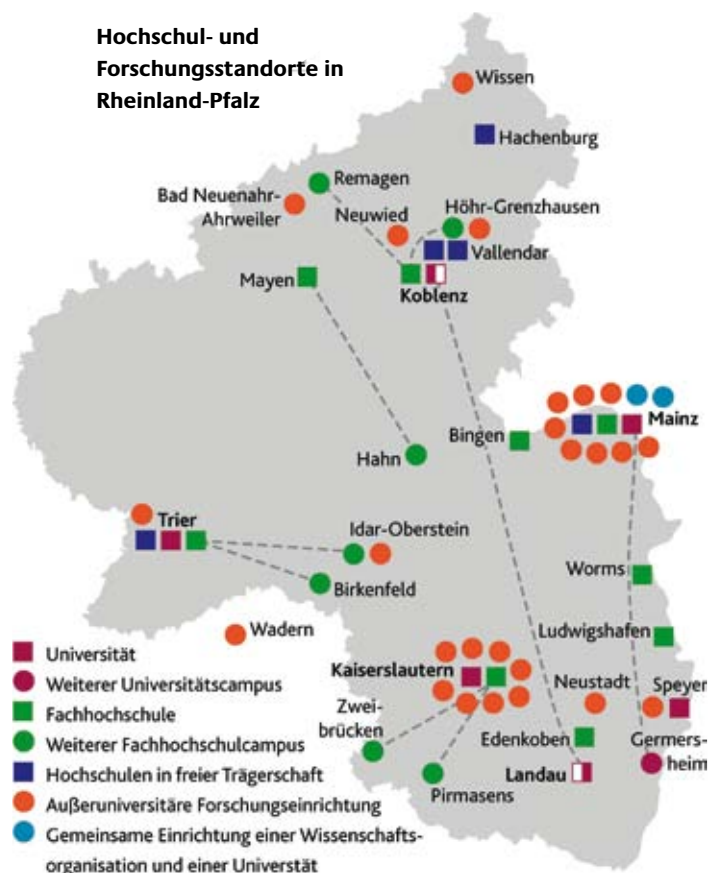 Hochschul- und
Forschungsstandorte in
Rheinland-Pfalz
Wissen
Hachenburg
Remagen
Bad Neuenahr-
Ahrweiler
Neuwied
Höhr-Grenzhausen
Vallendar
Mayen
Koblenz
Mainz
Bingen
Hahn
Trier
Idar-Oberstein
Birkenfeld
Worms
Wadern
Ludwigshafen
Kaiserslautern
Neustadt
Speyer
Zwei-
brücken
Edenkoben
Germers-
heim
Pirmasens
Landau
Universität
Weiterer Universitätscampus
Fachhochschule
Weiterer Fachhochschulcampus
Hochschulen in freier Trägerschaft
Außeruniversitäre Forschungseinrichtung
Gemeinsame Einrichtung einer Wissenschafts-
organisation und einer Universtät